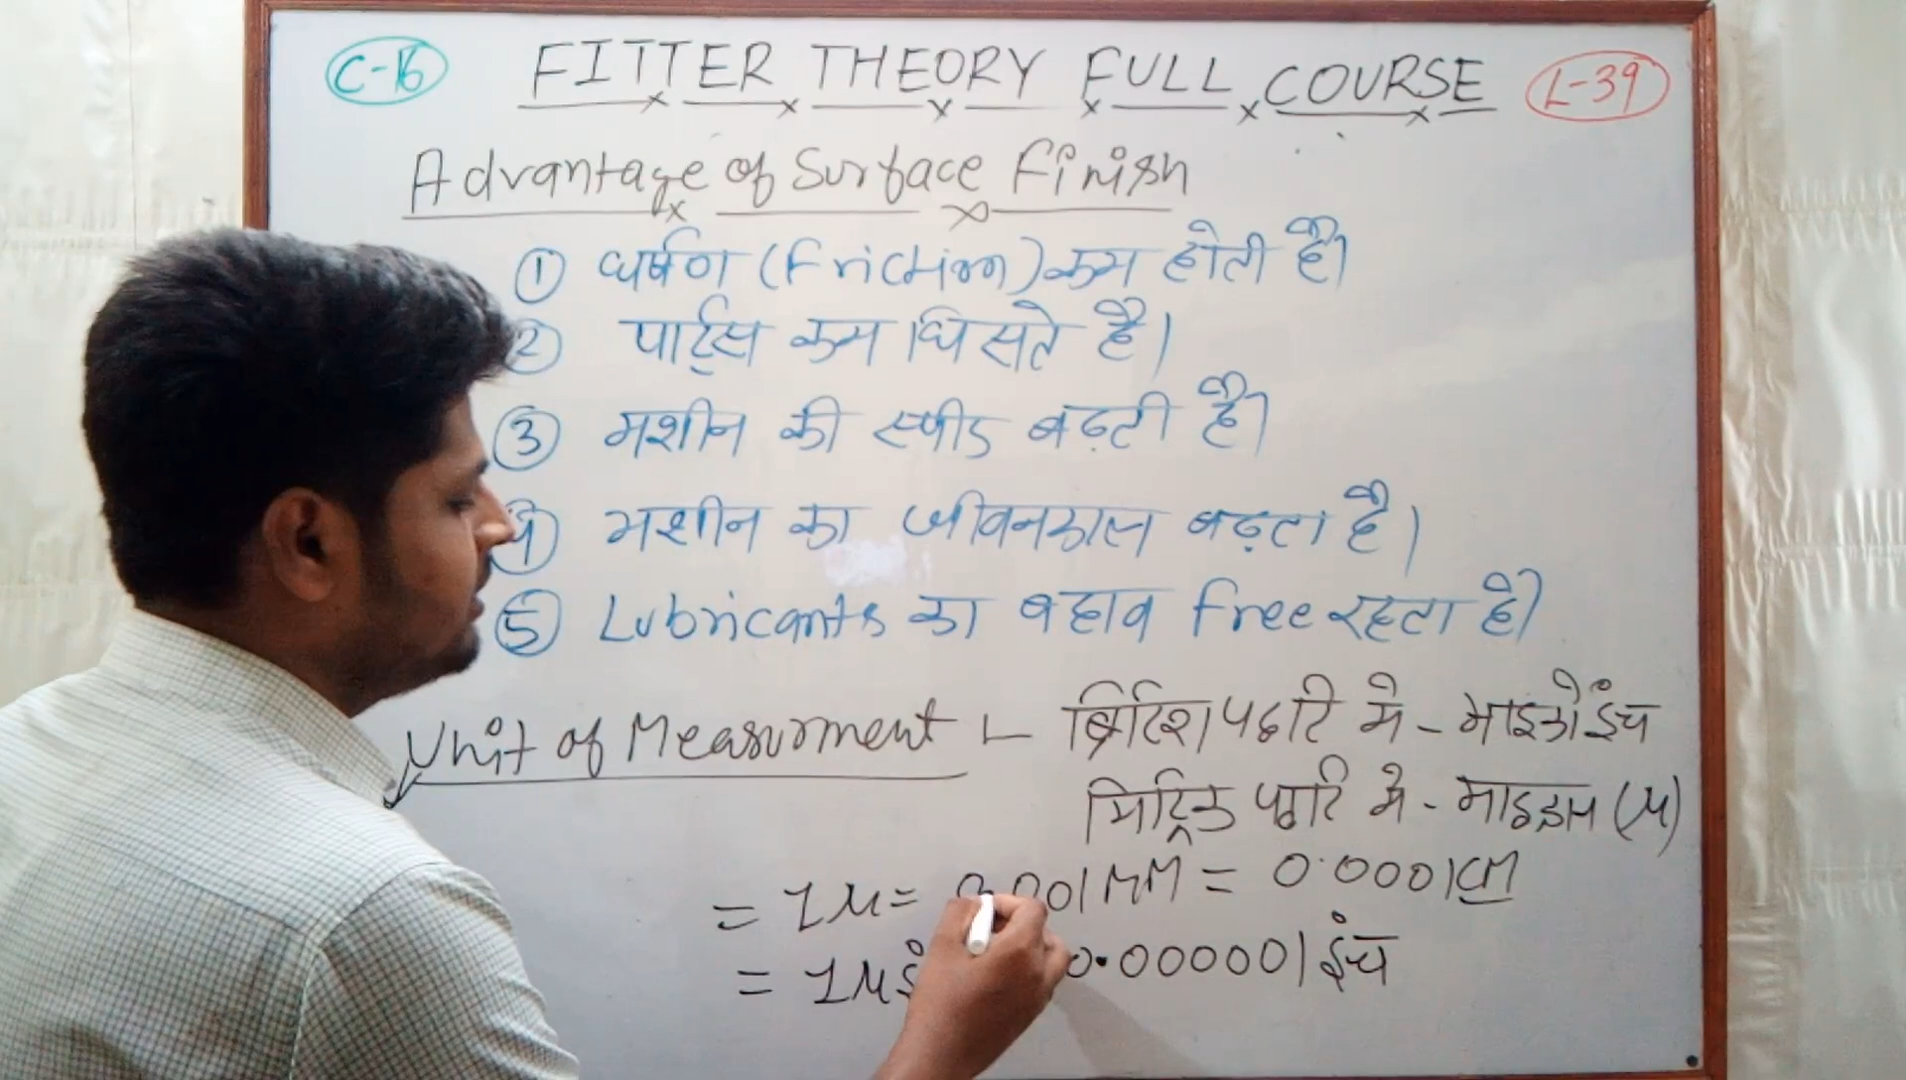 C-16 FITTER THEORY FULL COURSE L-39
Advantage of Surface Finish
① घर्षण (Friction) कम होती है।
② पार्ट्स कम घिसते है।
③ मशीन की स्पीड बढ़ती है।
④ मशीन का जीवनकाल बढ़ता है।
⑤ Lubricants का बहाव free रहता है।
Unit of Measurment :- ब्रिटिश पद्धति मे - माइक्रोइंच
मिट्रिक पद्धति मे - माइक्रान (μ)
= 1μ = 0.001MM = 0.0001CM
= 1μ 0.000001 इंच